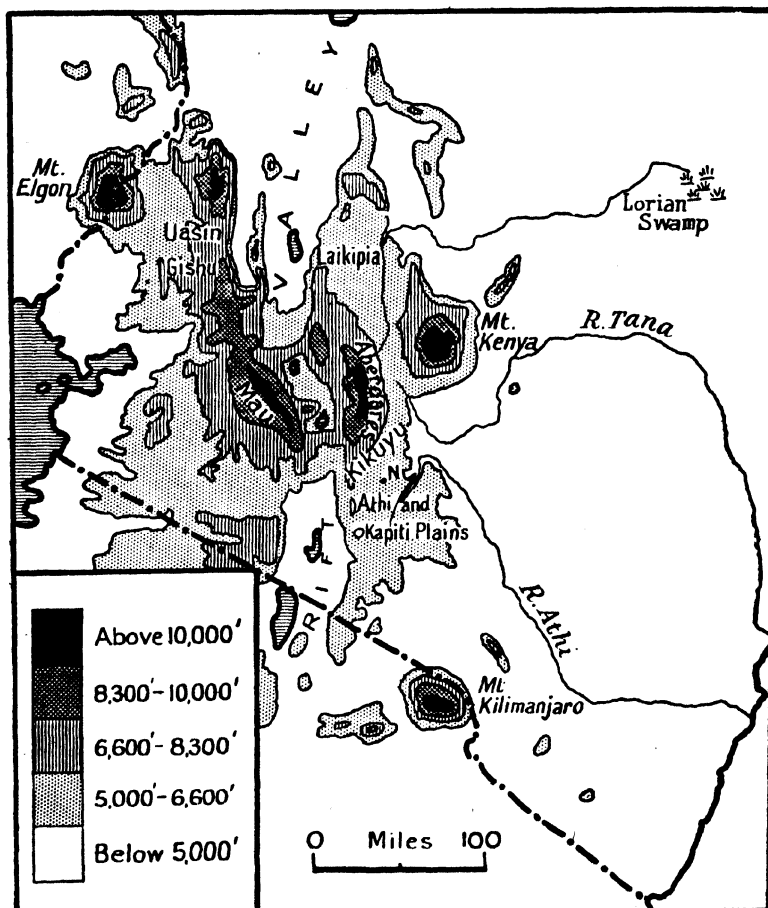 VALLEY
Mt.
Elgon
Lorian
Swamp
Uasin
Gishu
Laikipia
Mt.
Kenya
R. Tana
Aberdares
Mau
Kikuyu
N
Athi and
Kapiti Plains
RIFT
R. Athi
Mt
Kilimanjaro
Above 10,000'
8,300'-10,000'
6,600'-8,300'
5,000'-6,600'
Below 5,000'
0 Miles 100